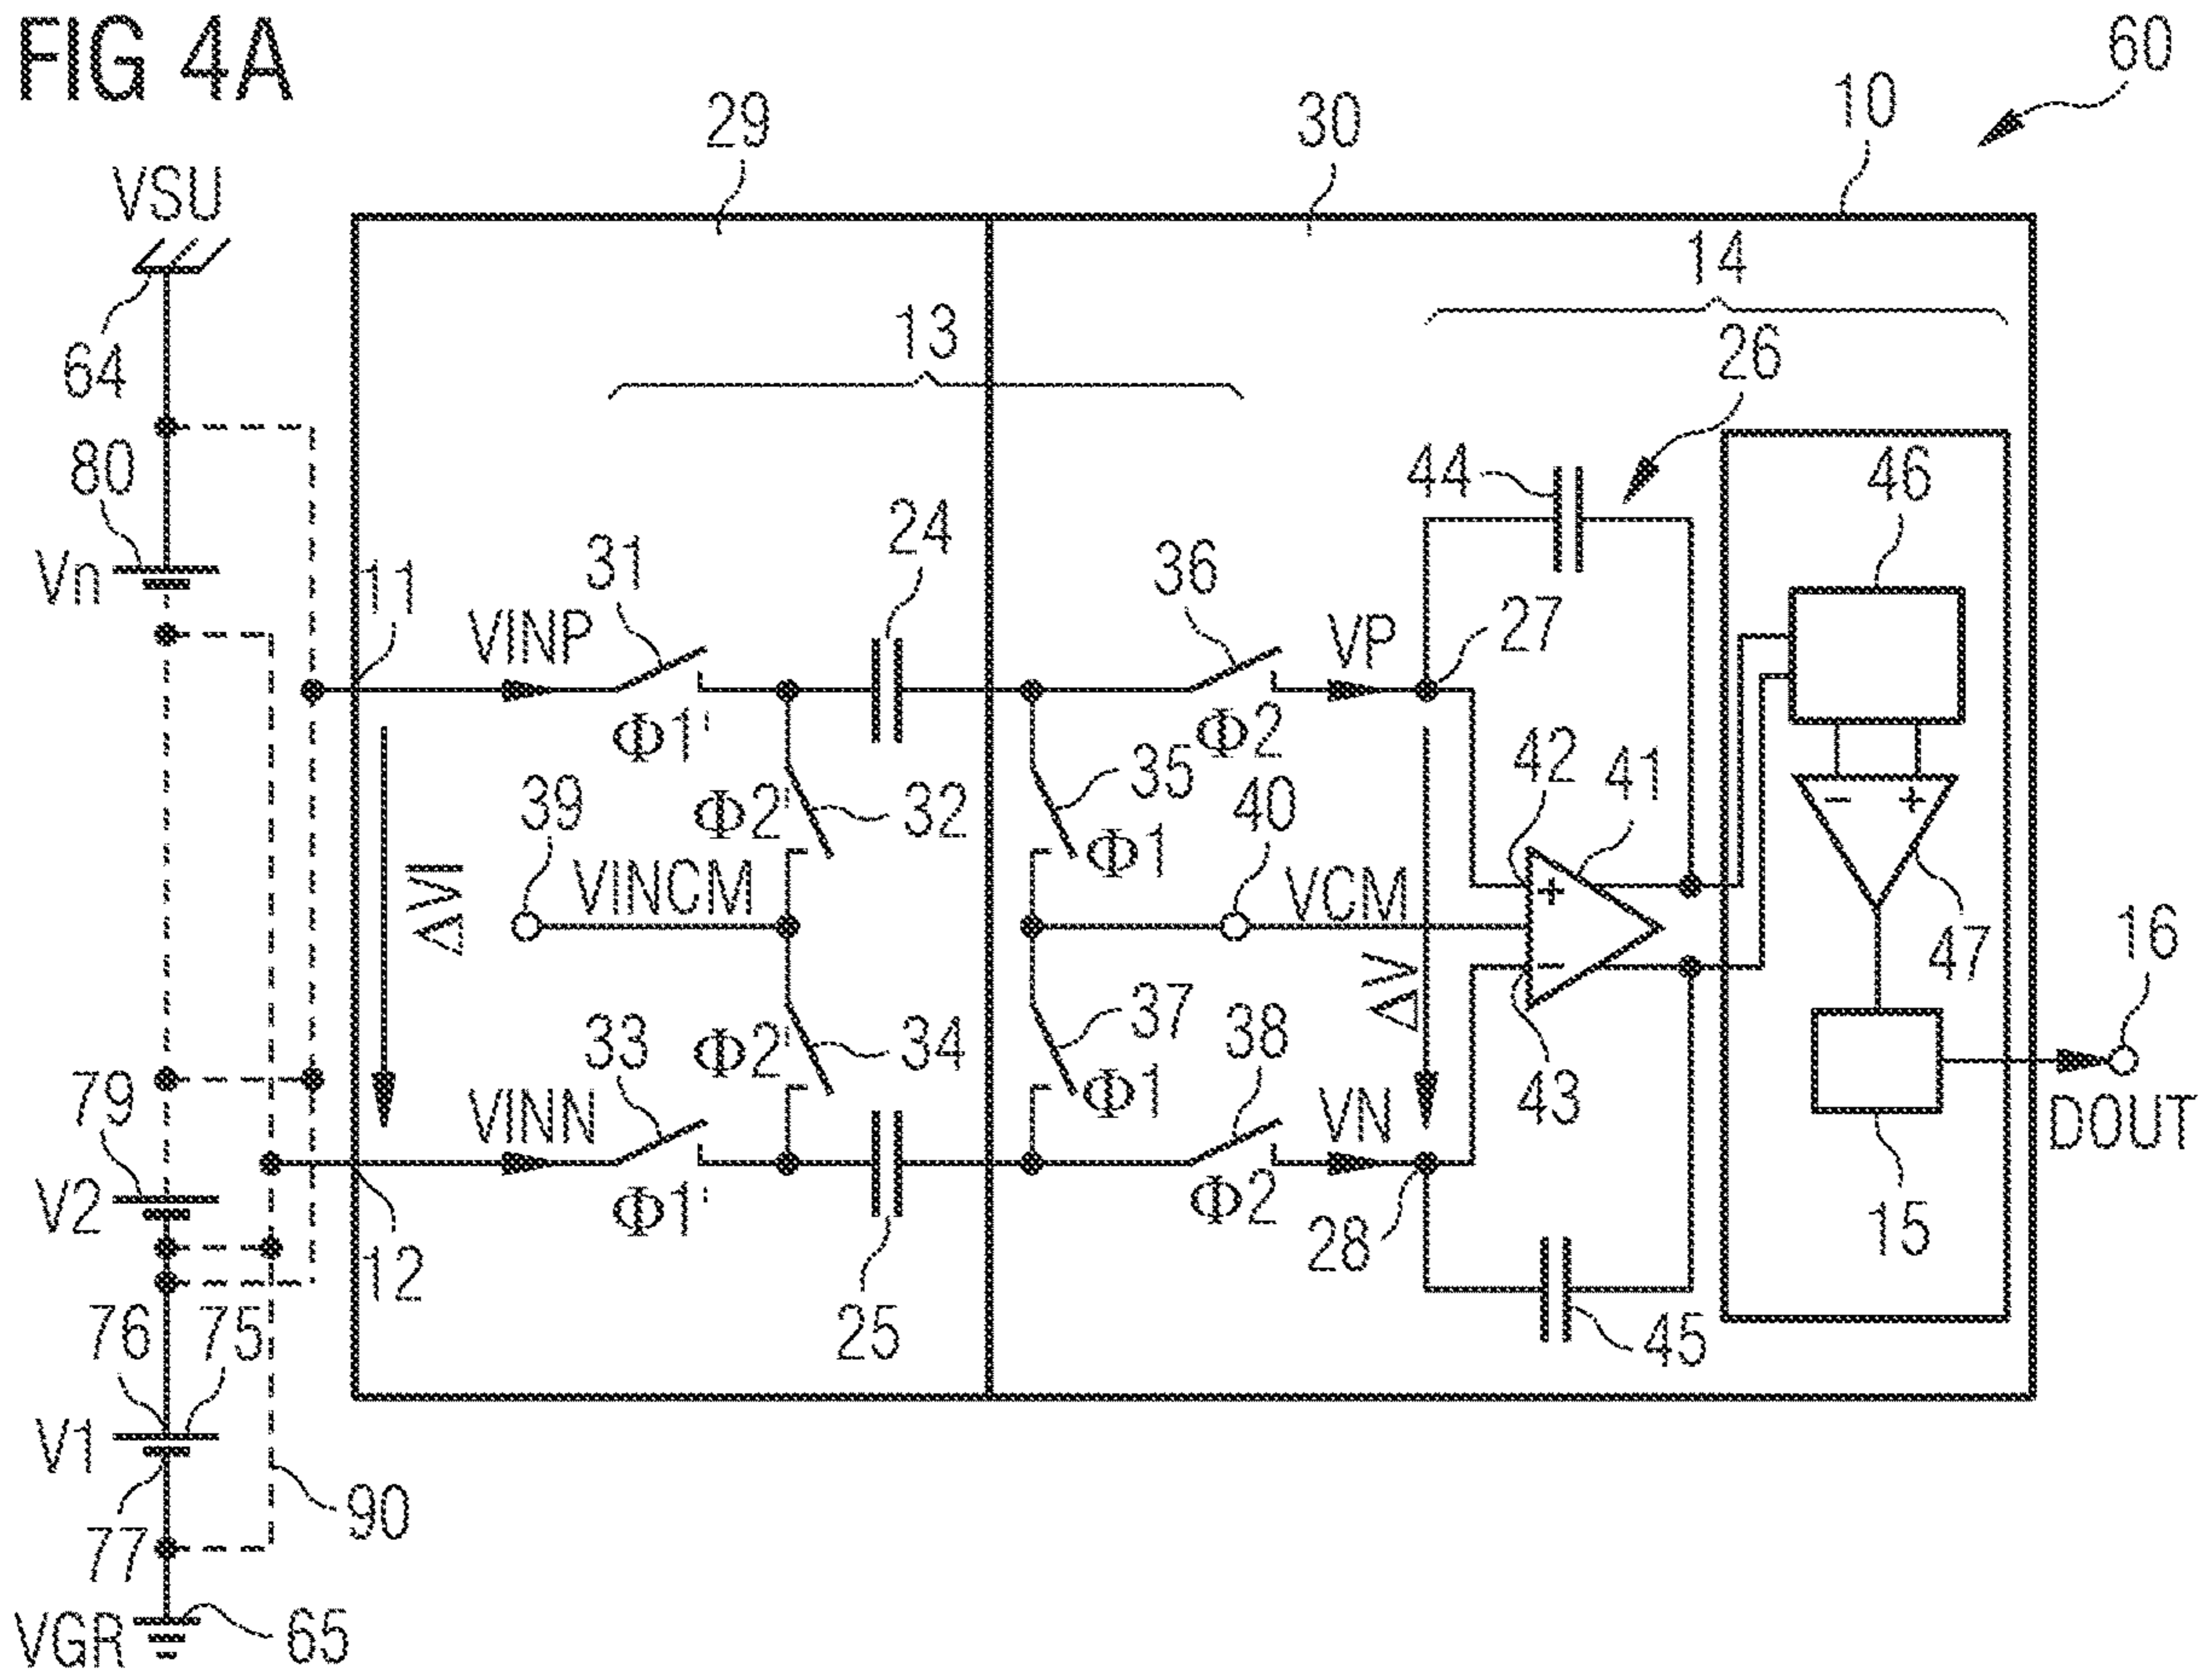 FIG 4A
60
10
29
30
VSU
14
13
26
64
80
44
46
24
Vn
31
36
11
27
VINP
VP
Φ1'
Φ2
42
41
35
39
Φ2'
32
40
Φ1
ΔVI
VINCM
VCM
47
16
ΔV
37
33
Φ2'
34
38
79
Φ1
43
VINN
VN
DOUT
V2
Φ1'
Φ2
15
12
28
76
75
25
45
V1
90
77
VGR
65
+
-
-
+